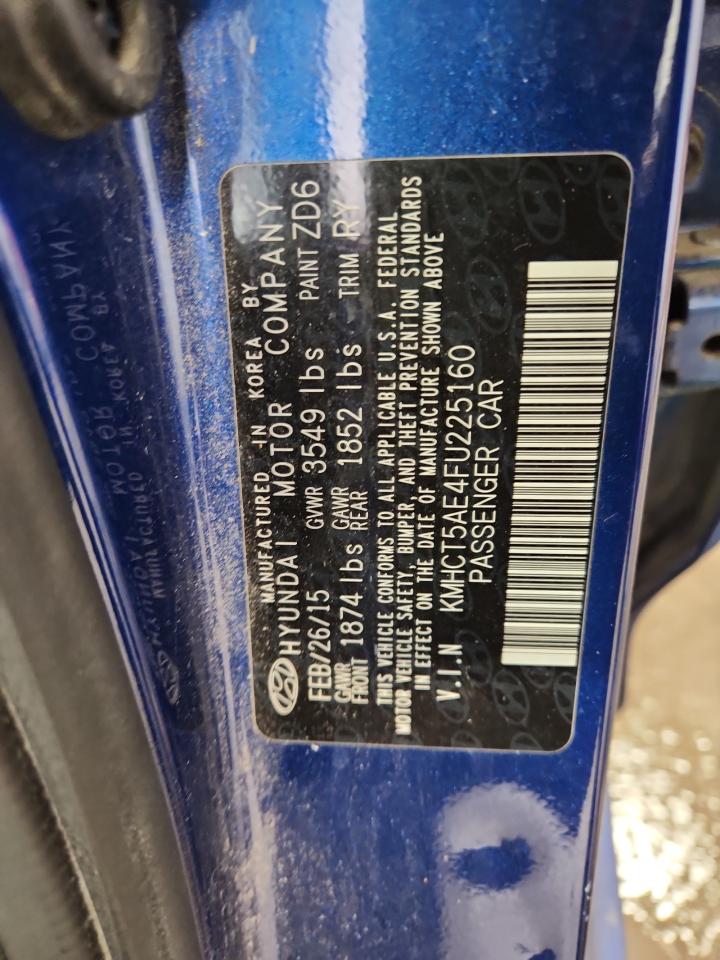 MANUFACTURED IN KOREA BY
HYUNDAI MOTOR COMPANY
FEB/26/15 GVWR 3549 lbs PAINT ZD6
GAWR FRONT 1874 lbs GAWR REAR 1852 lbs TRIM RY
THIS VEHICLE CONFORMS TO ALL APPLICABLE U.S.A. FEDERAL
MOTOR VEHICLE SAFETY, BUMPER, AND THEFT PREVENTION STANDARDS
IN EFFECT ON THE DATE OF MANUFACTURE SHOWN ABOVE
V.I.N KMHCT5AE4FU225160
PASSENGER CAR